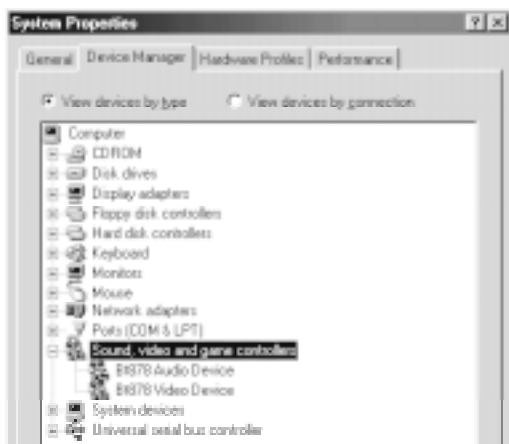 System Properties
General Device Manager Hardware Profiles Performance
View devices by type View devices by connection
Computer
CDROM
Disk drives
Display adapters
Floppy disk controllers
Hard disk controllers
Keyboard
Monitors
Mouse
Network adapters
Ports (COM & LPT)
Sound, video and game controllers
Bt878 Audio Device
Bt878 Video Device
System devices
Universal serial bus controller